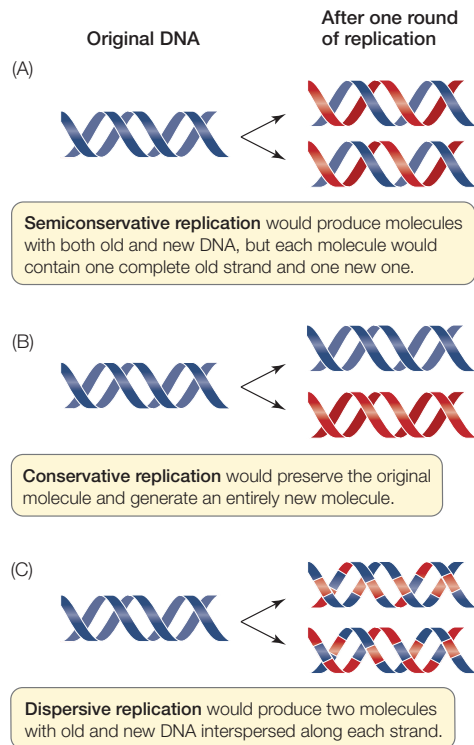 Original DNA
After one round
of replication
(A)
Semiconservative replication would produce molecules
with both old and new DNA, but each molecule would
contain one complete old strand and one new one.
(B)
Conservative replication would preserve the original
molecule and generate an entirely new molecule.
(C)
Dispersive replication would produce two molecules
with old and new DNA interspersed along each strand.